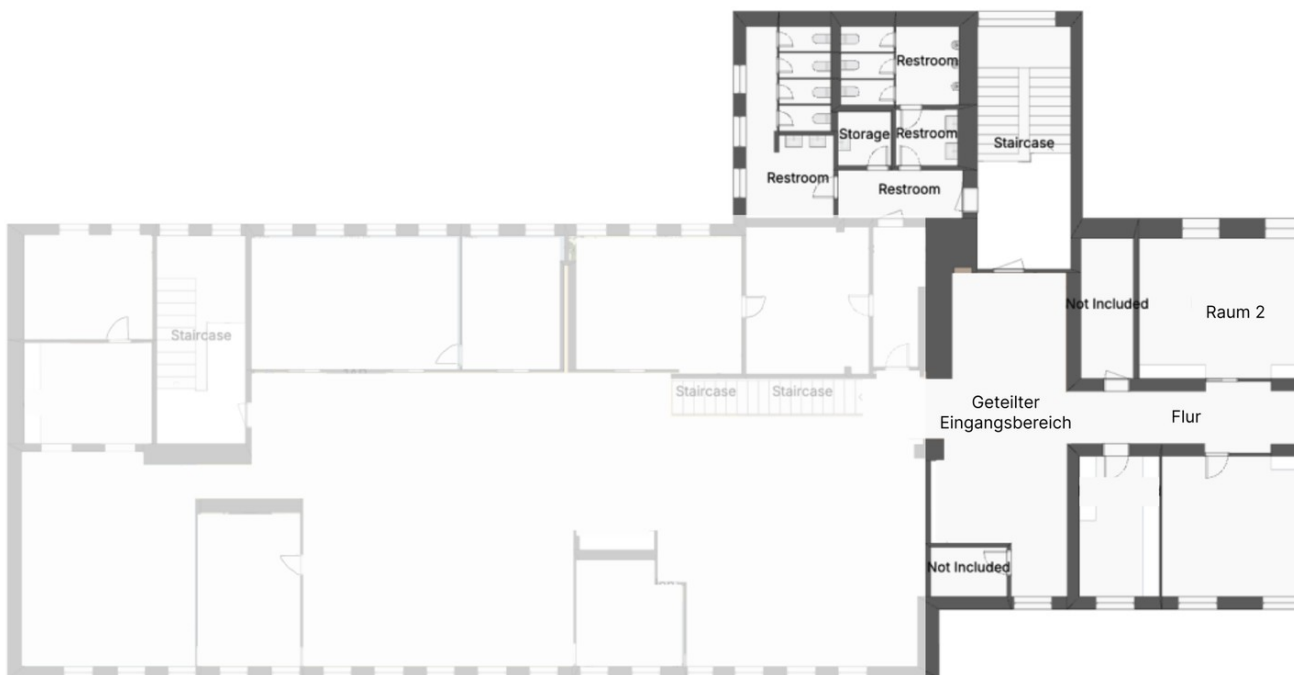 Restroom
Storage
Restroom
Staircase
Restroom
Restroom
Not Included
Raum 2
Staircase
Staircase
Staircase
Geteilter
Eingangsbereich
Flur
Not Included